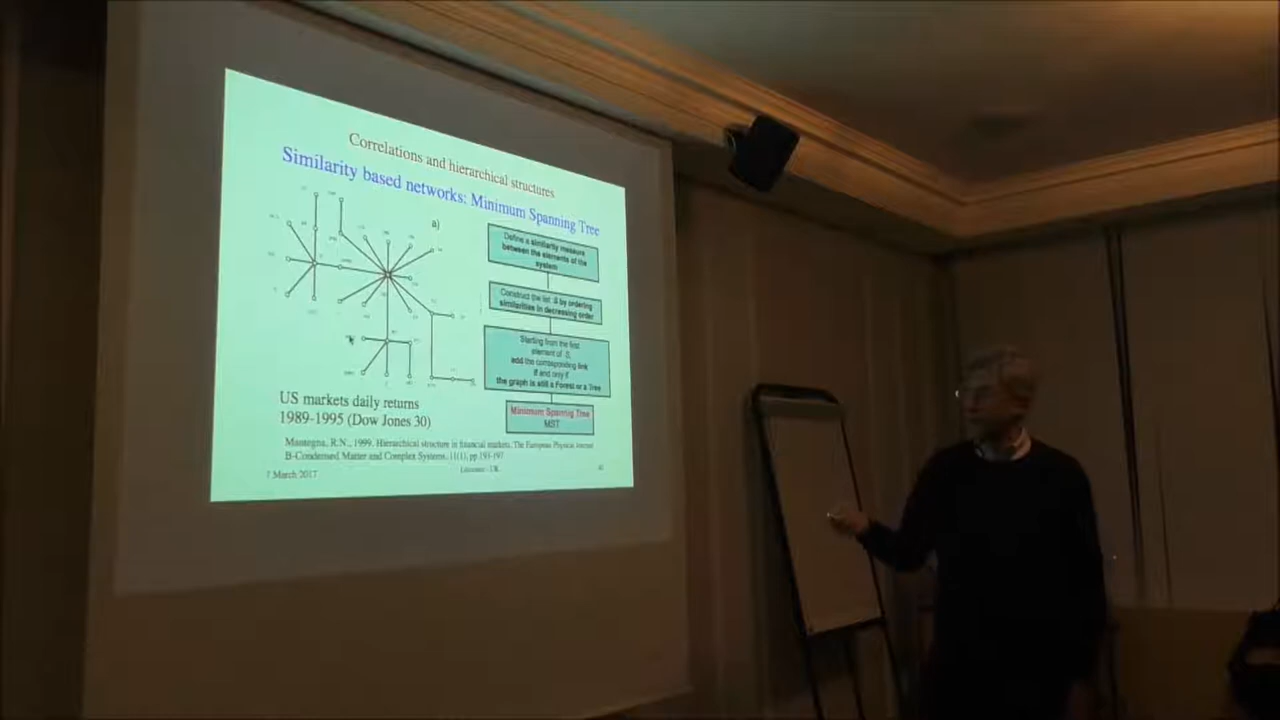 Correlations and hierarchical structures
Similarity based networks: Minimum Spanning Tree
a)
Define a similarity measure
between the elements of the
system
Construct the list by ordering
similarities in decreasing order
Starting from the first
element of
add the corresponding link
if and only if
the graph is still a Forest or a Tree
Minimum Spanning Tree
MST
US markets daily returns
1989-1995 (Dow Jones 30)
Mantegna, R.N., 1999. Hierarchical structure in financial markets. The European Physical Journal
B-Condensed Matter and Complex Systems, 11(1), pp.193-197
7 March 2017
- UK